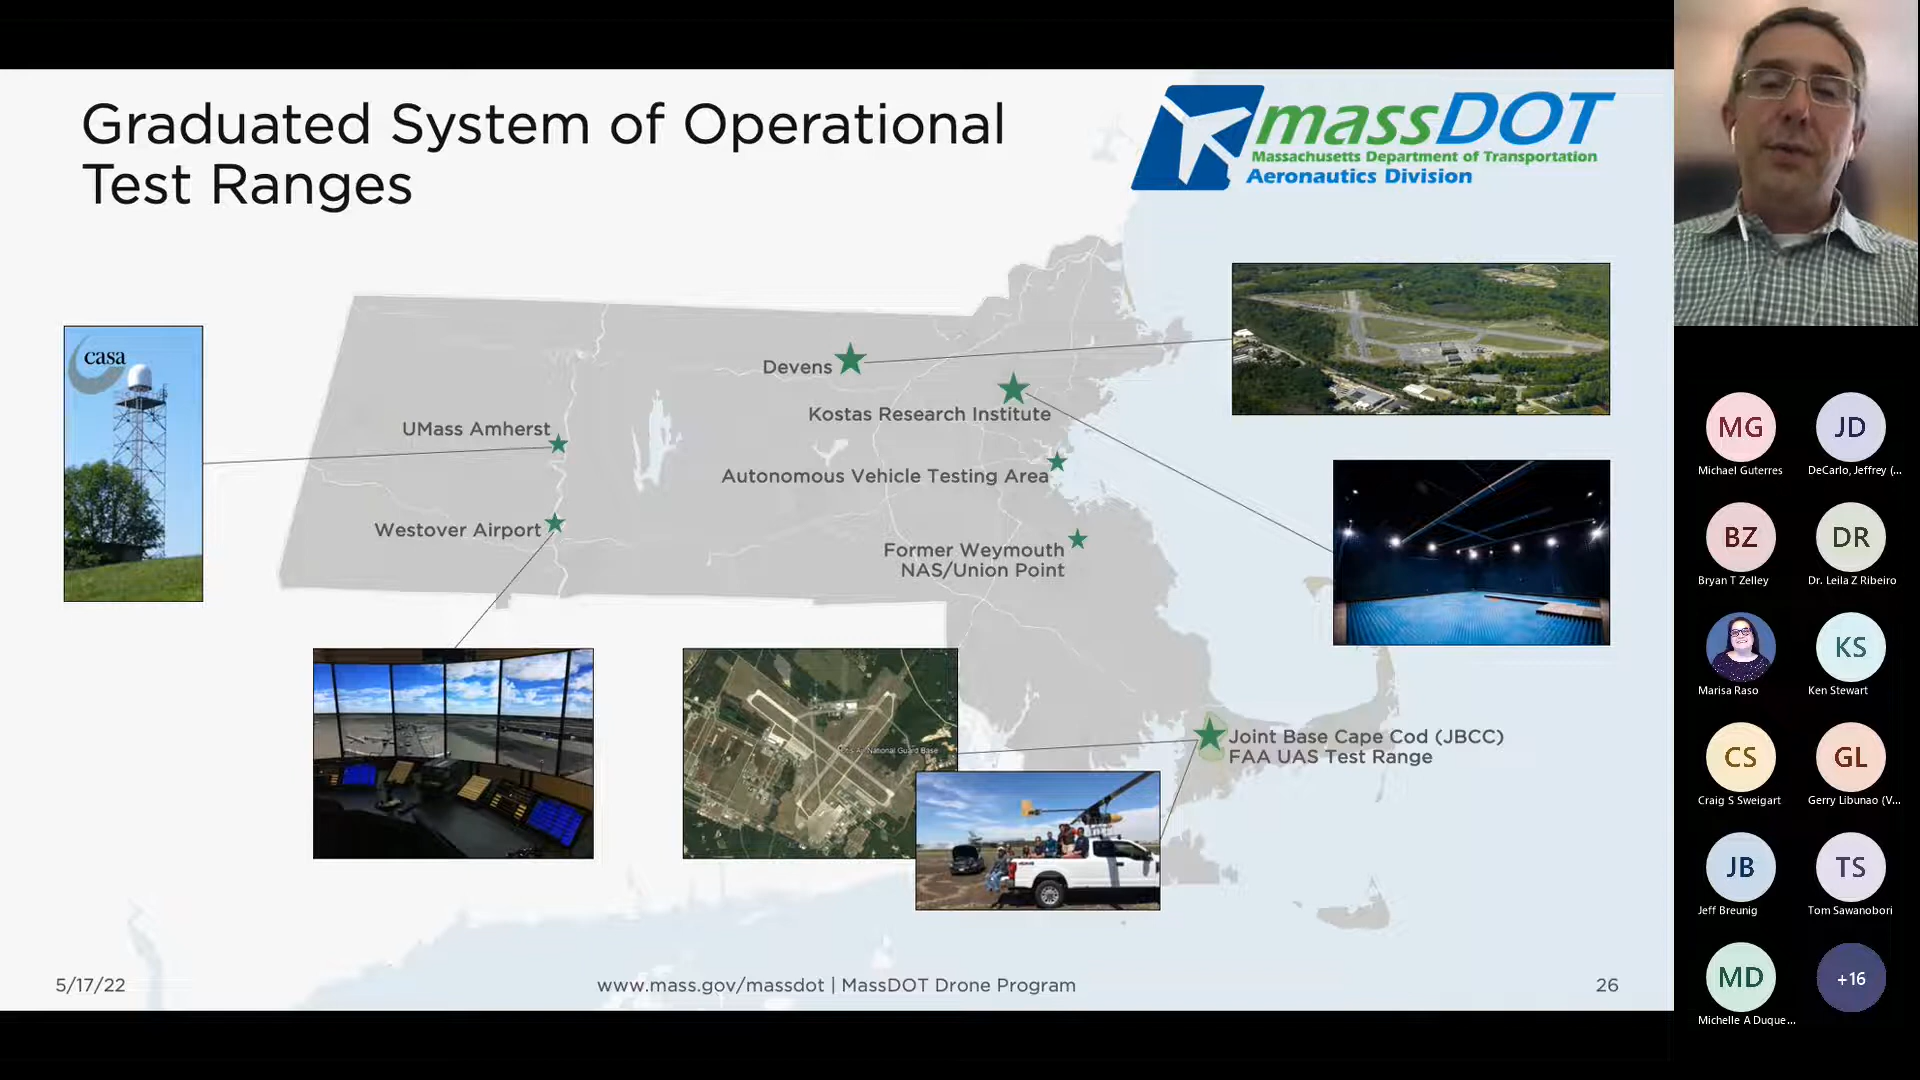 Graduated System of Operational
Test Ranges
massDOT
Massachusetts Department of Transportation
Aeronautics Division
casa
Devens
Kostas Research Institute
UMass Amherst
Autonomous Vehicle Testing Area
Westover Airport
Former Weymouth
NAS/Union Point
Joint Base Cape Cod (JBCC)
FAA UAS Test Range
National Guard Base
5/17/22
www.mass.gov/massdot | MassDOT Drone Program
26
MG
Michael Guterres
JD
DeCarlo, Jeffrey (...
BZ
Bryan T Zelley
DR
Dr. Leila Z Ribeiro
Marisa Raso
KS
Ken Stewart
CS
Craig S Sweigart
GL
Gerry Libunao (V...
JB
Jeff Breunig
TS
Tom Sawanobori
MD
Michelle A Duque...
+16